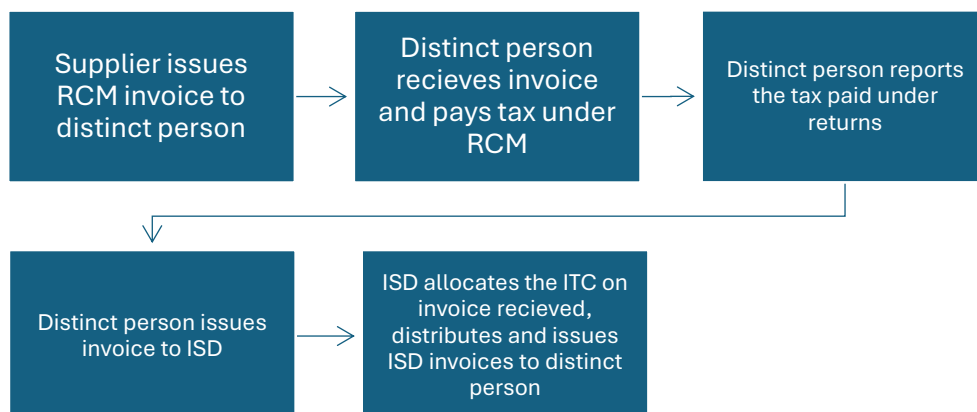 Supplier issues
RCM invoice to
distinct person
Distinct person
recieves invoice
and pays tax under
RCM
Distinct person reports
the tax paid under
returns
Distinct person issues
invoice to ISD
ISD allocates the ITC on
invoice recieved,
distributes and issues
ISD invoices to distinct
person